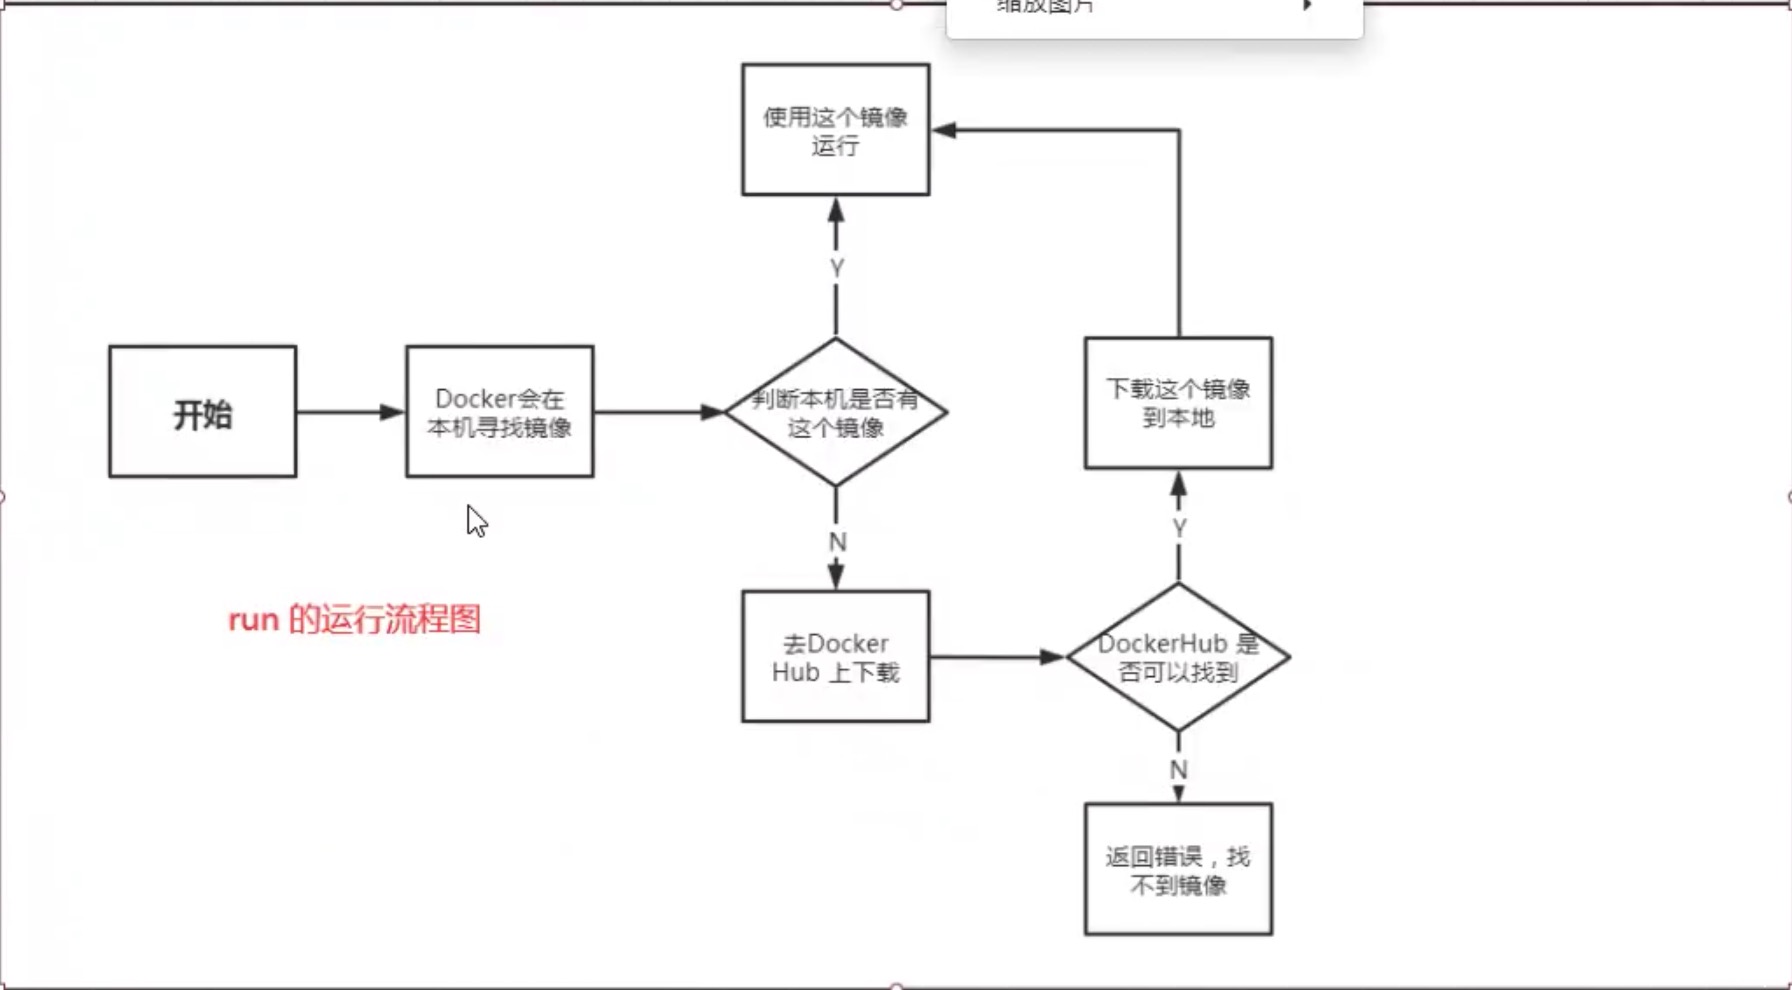 缩放图片
使用这个镜像
运行
Y
开始
Docker会在
本机寻找镜像
判断本机是否有
这个镜像
下载这个镜像
到本地
N
Y
run 的运行流程图
去Docker
Hub 上下载
DockerHub 是
否可以找到
N
返回错误，找
不到镜像